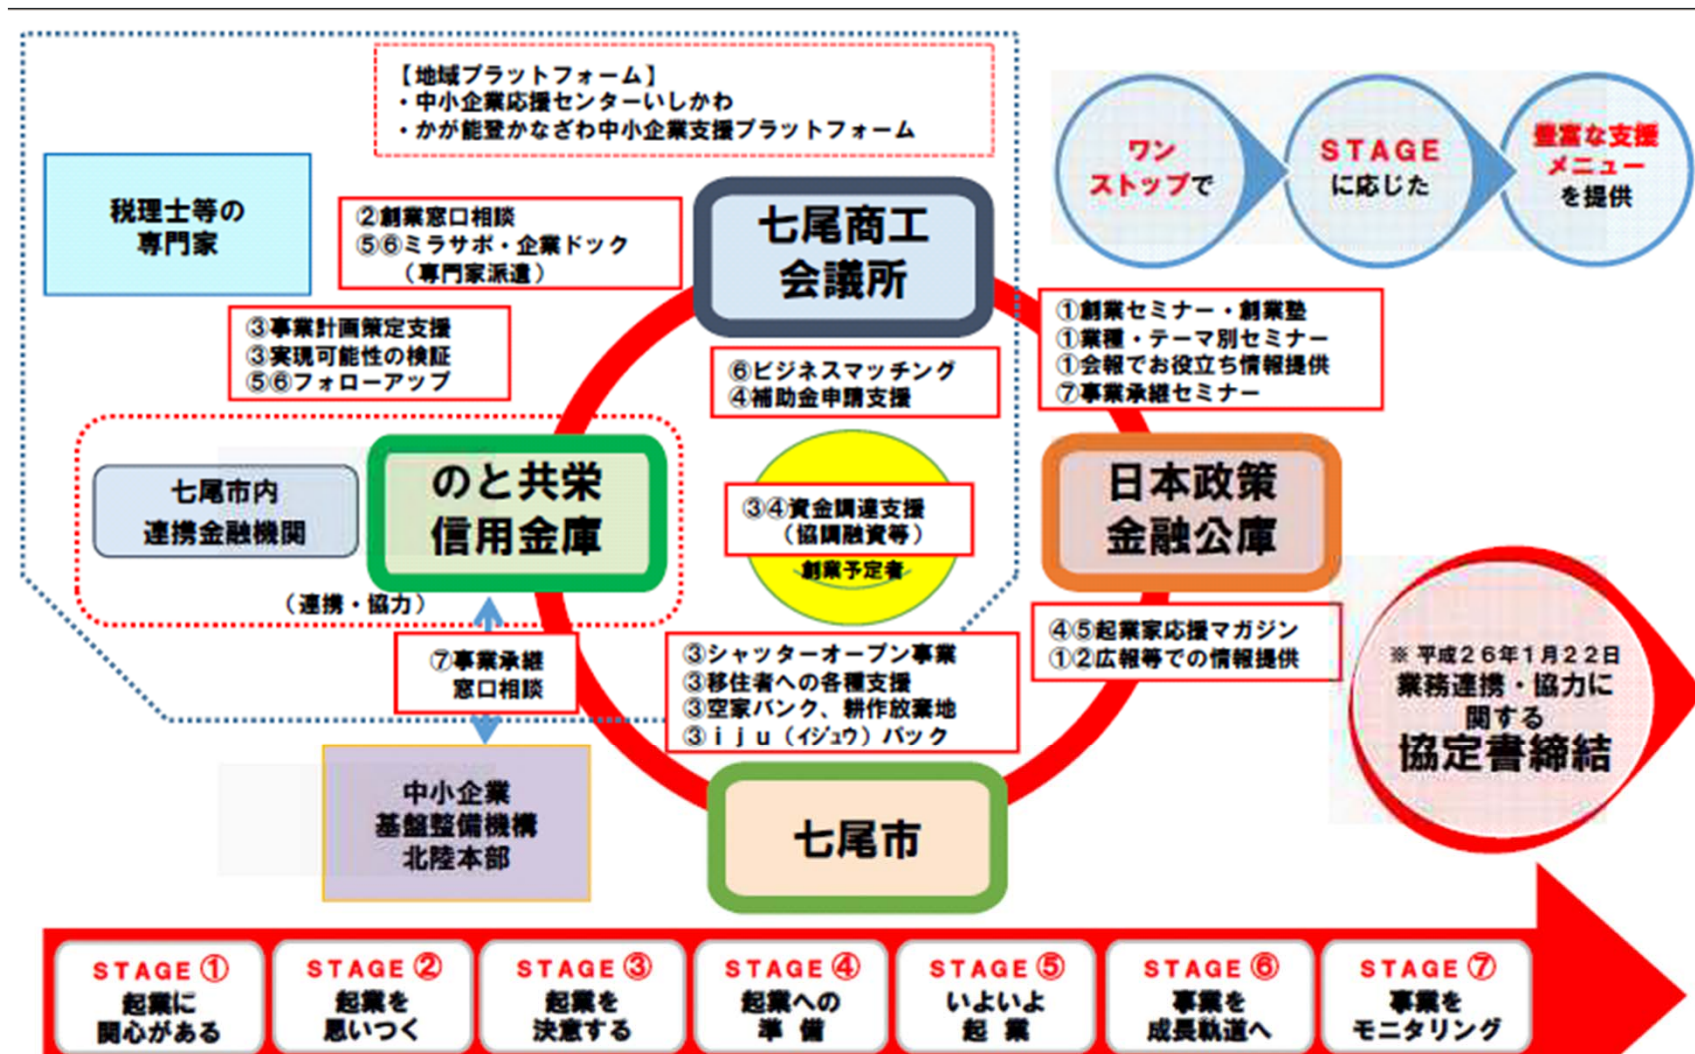 【地域プラットフォーム】
・中小企業応援センターいしかわ
・かが能登かなざわ中小企業支援プラットフォーム
ワン
ストップで
STAGE
に応じた
豊富な支援
メニュー
を提供
税理士等の
専門家
②創業窓口相談
⑤⑥ミラサポ・企業ドック
（専門家派遣）
七尾商工
会議所
③事業計画策定支援
③実現可能性の検証
⑤⑥フォローアップ
①創業セミナー・創業塾
①業種・テーマ別セミナー
①会報でお役立ち情報提供
⑦事業承継セミナー
⑥ビジネスマッチング
④補助金申請支援
七尾市内
連携金融機関
のと共栄
信用金庫
（連携・協力）
③④資金調達支援
（協調融資等）
創業予定者
日本政策
金融公庫
⑦事業承継
窓口相談
③シャッターオープン事業
③移住者への各種支援
③空家バンク、耕作放棄地
③ｉｊｕ（イジュウ）パック
④⑤起業家応援マガジン
①②広報等での情報提供
※ 平成２６年１月２２日
業務連携・協力に
関する
協定書締結
中小企業
基盤整備機構
北陸本部
七尾市
STAGE ①
起業に
関心がある
STAGE ②
起業を
思いつく
STAGE ③
起業を
決意する
STAGE ④
起業への
準 備
STAGE ⑤
いよいよ
起 業
STAGE ⑥
事業を
成長軌道へ
STAGE ⑦
事業を
モニタリング